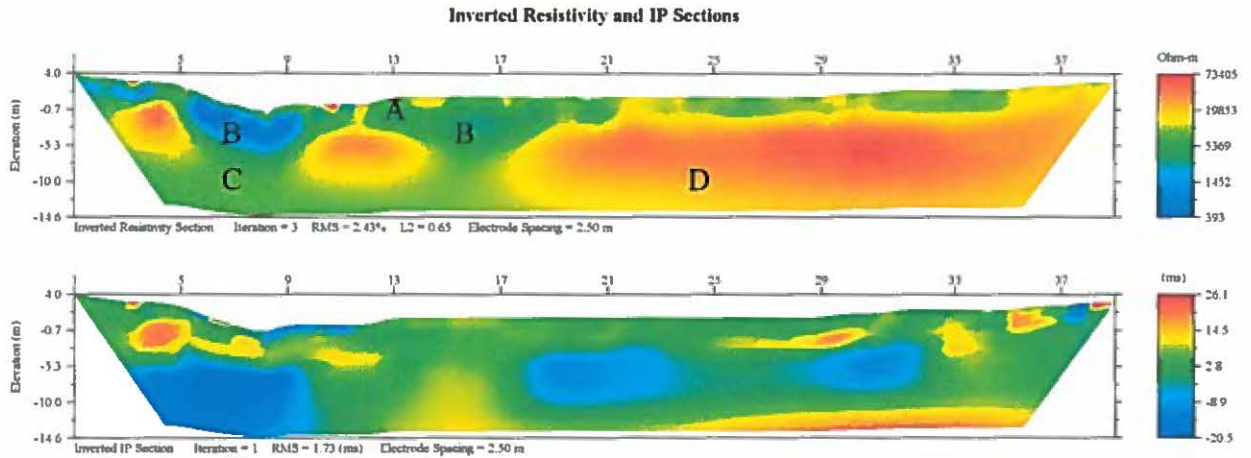 Inverted Resistivity and IP Sections
1 5 9 13 17 21 25 29 33 37
Ohm-m
4.0
-0.7
-5.3
-10.0
-14.6
Elevation (m)
A
B B
C D
73405
19853
5369
1452
393
Inverted Resistivity Section Iteration = 3 RMS = 2.43% L2 = 0.65 Electrode Spacing = 2.50 m
1 5 9 13 17 21 25 29 33 37
(ms)
4.0
-0.7
-5.3
-10.0
-14.6
Elevation (m)
26.1
14.5
2.8
-8.9
-20.5
Inverted IP Section Iteration = 1 RMS = 1.73 (ms) Electrode Spacing = 2.50 m